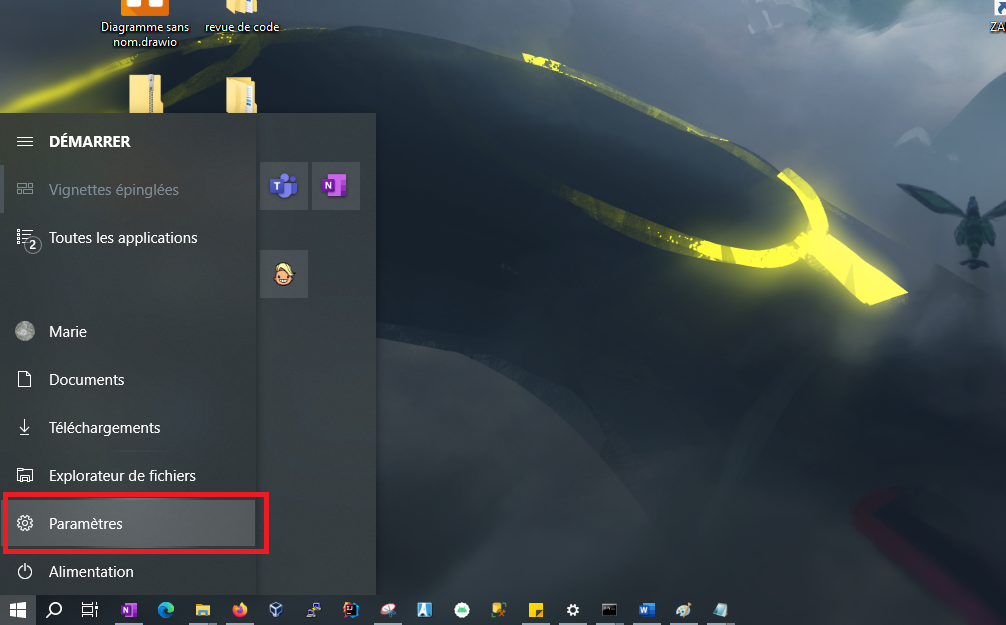 Diagramme sans
nom.drawio
revue de code
ZA
DÉMARRER
Vignettes épinglées
Toutes les applications
2
Marie
Documents
Téléchargements
Explorateur de fichiers
Paramètres
Alimentation